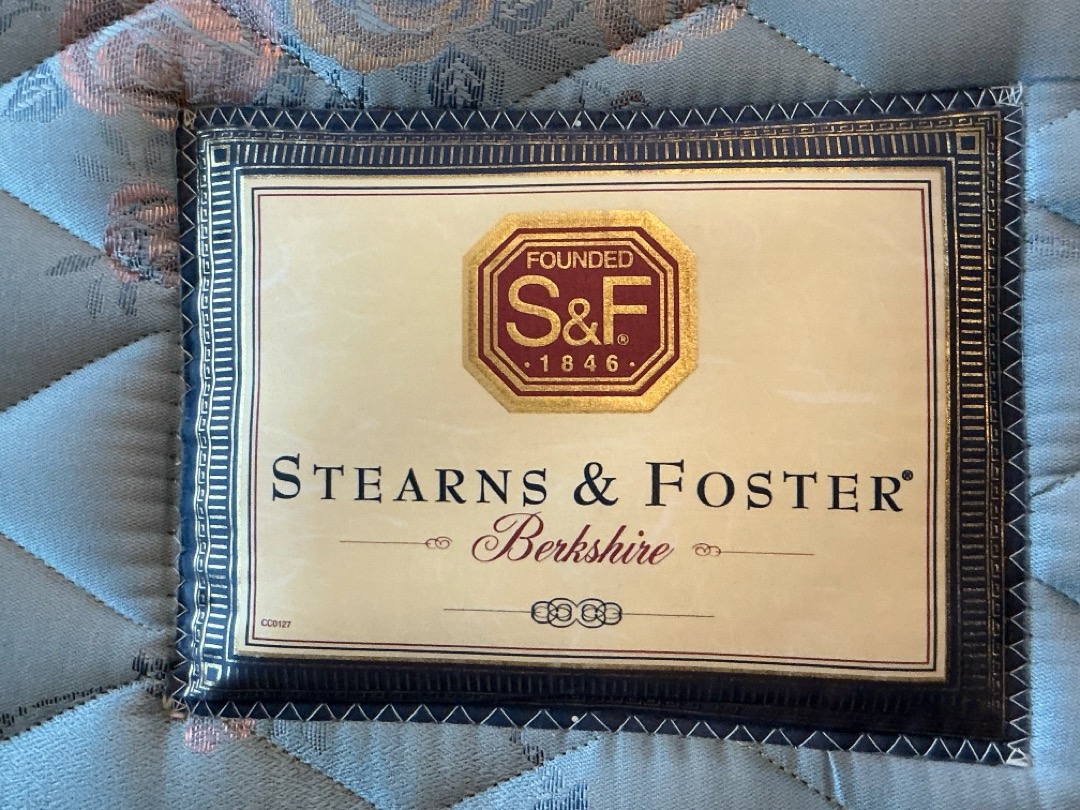 FOUNDED
S&F®
·1846·
STEARNS & FOSTER®
Berkshire
CC0127